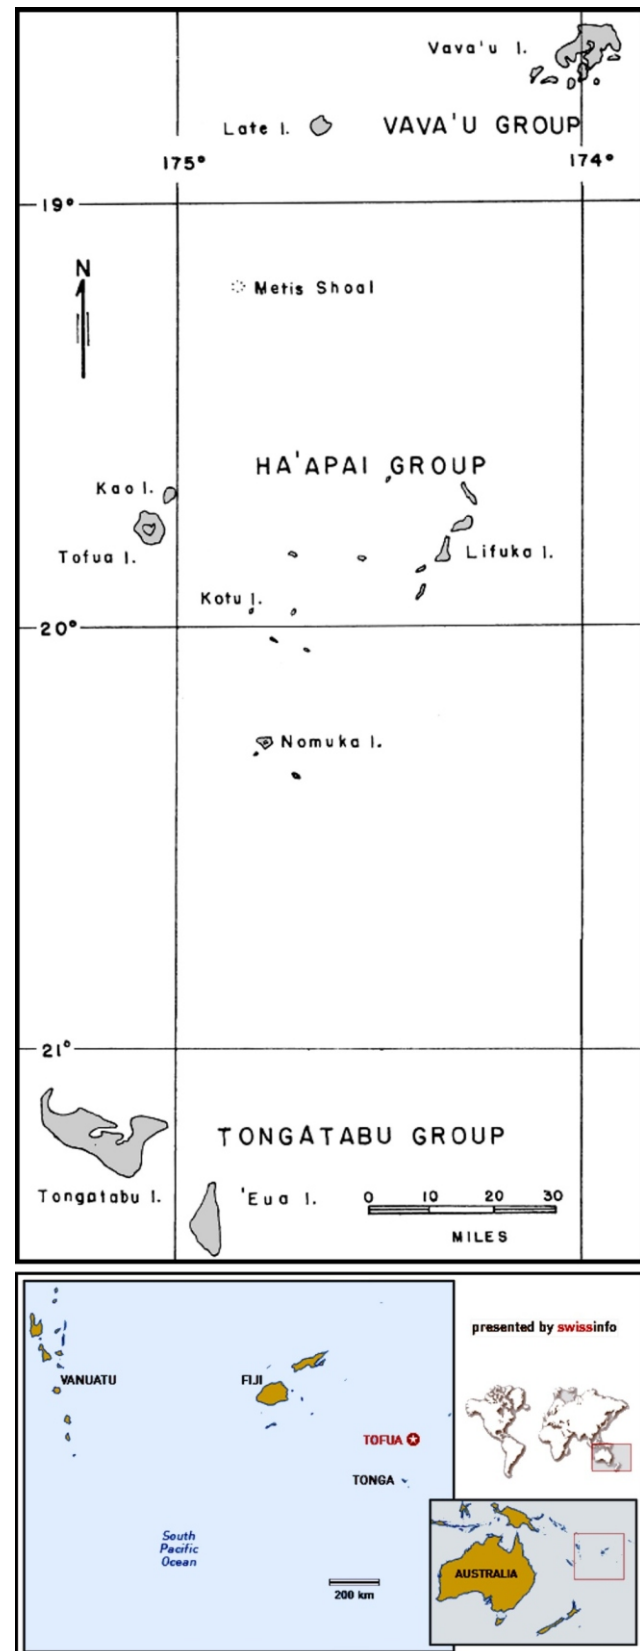 Vava'u I.
Late I.
VAVA'U GROUP
175°
174°
19°
N
Metis Shoal
HA'APAI GROUP
Kao I.
Tofua I.
Lifuka I.
Kotu I.
20°
Nomuka I.
21°
TONGATABU GROUP
Tongatabu I.
'Eua I.
0 10 20 30
MILES
presented by swissinfo
VANUATU
FIJI
TOFUA
TONGA
South
Pacific
Ocean
200 km
AUSTRALIA